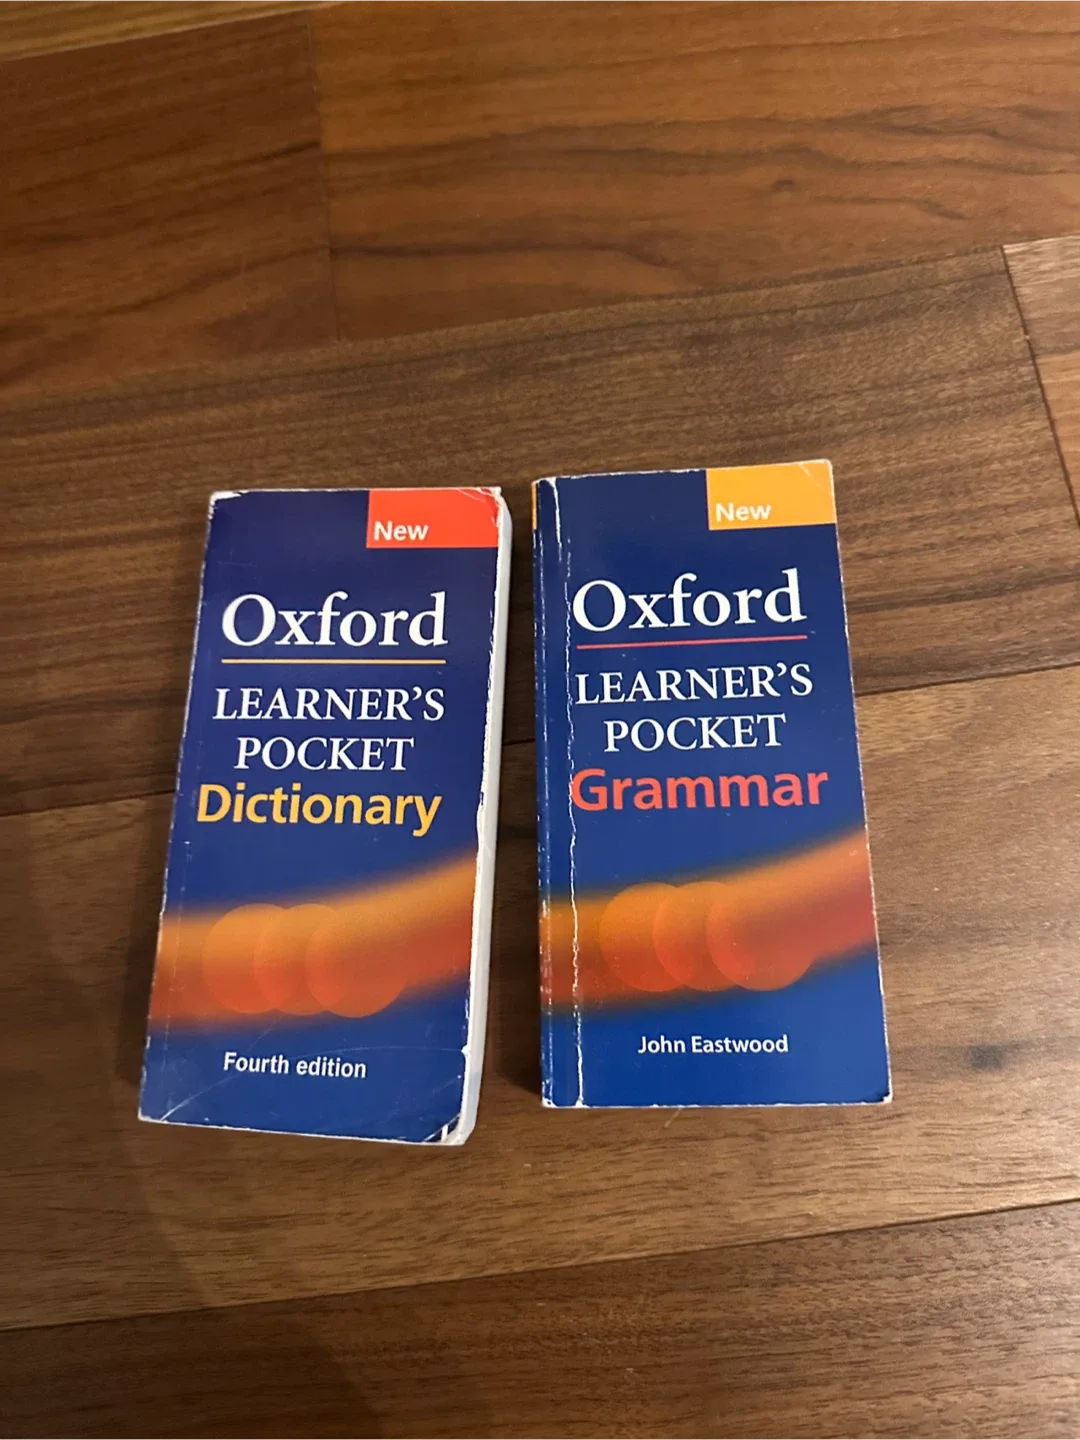 New
Oxford
LEARNER'S
POCKET
Dictionary
Fourth edition
New
Oxford
LEARNER'S
POCKET
Grammar
John Eastwood